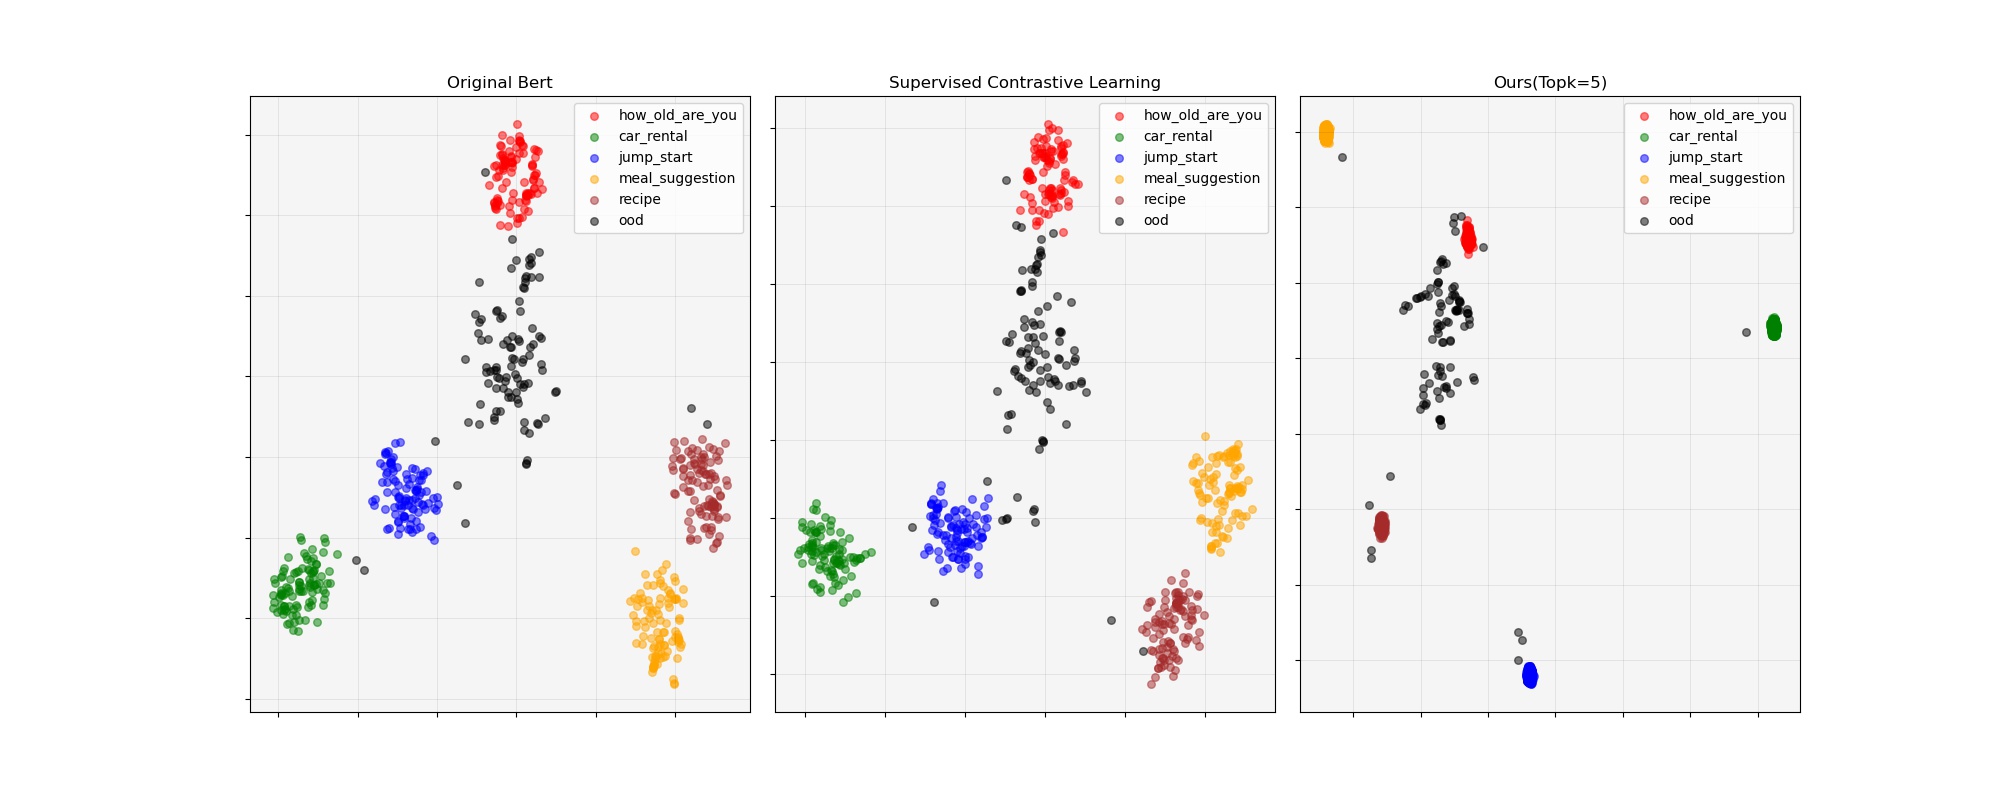 Original Bert
how_old_are_you
car_rental
jump_start
meal_suggestion
recipe
ood
Supervised Contrastive Learning
how_old_are_you
car_rental
jump_start
meal_suggestion
recipe
ood
Ours(Topk=5)
how_old_are_you
car_rental
jump_start
meal_suggestion
recipe
ood